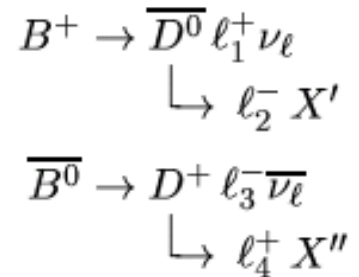 B⁺ → D̅⁰ ℓ₁⁺ ν_ℓ
↳ ℓ₂⁻ X′
B̅⁰ → D⁺ ℓ₃⁻ ν̅_ℓ
↳ ℓ₄⁺ X″